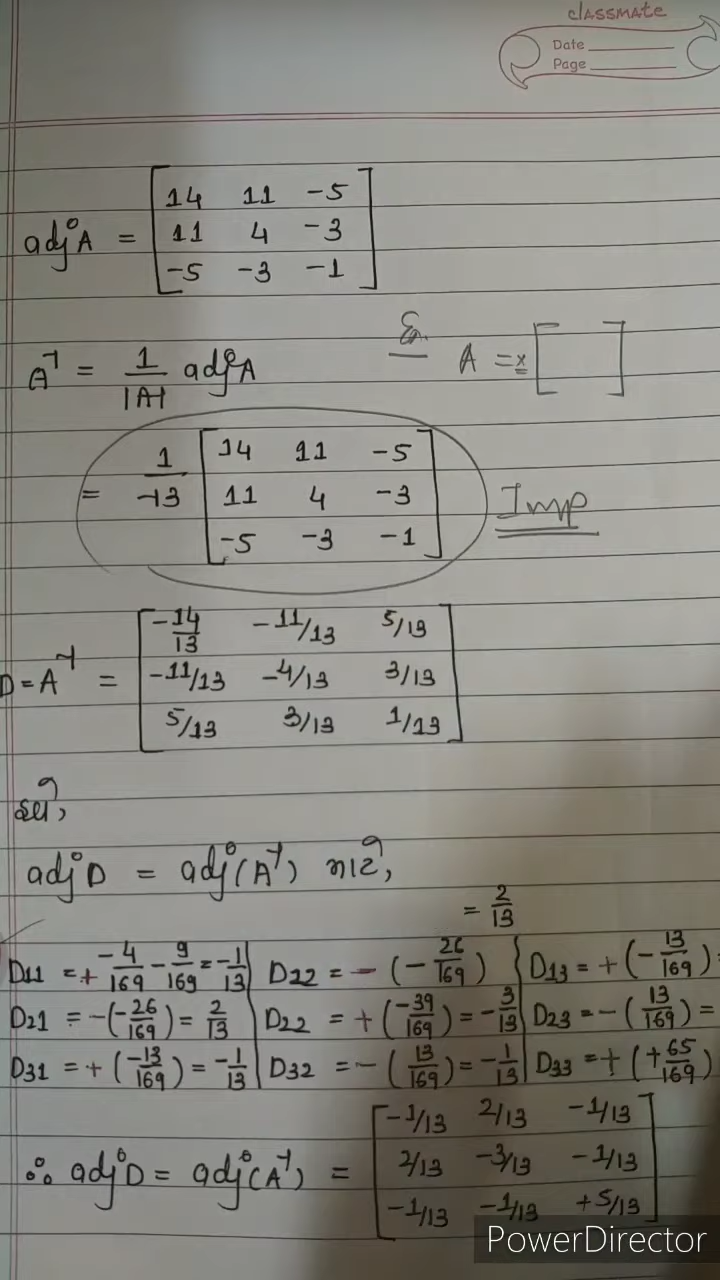 classmate
Date
Page
adj A = [ 14 11 -5
11 4 -3
-5 -3 -1 ]
A⁻¹ = 1/|A| adj A
Ex. A = x [ ]
= 1/-13 [ 14 11 -5
11 4 -3
-5 -3 -1 ]
Imp
D = A⁻¹ = [ -14/13 -11/13 5/13
-11/13 -4/13 3/13
5/13 3/13 1/13 ]
હવે,
adj D = adj(A⁻¹) માટે,
= 2/13
D11 = + -4/169 - 9/169 = -1/13 | D22 = - (-26/169) { D13 = + (-13/169)
D21 = -(-26/169) = 2/13 | D22 = + (-39/169) = -3/13 { D23 = - (13/169) =
D31 = + (-13/169) = -1/13 | D32 = - (13/169) = -1/13 | D33 = + (+65/169)
∴ adj D = adj(A⁻¹) = [ -1/13 2/13 -1/13
2/13 -3/13 -1/13
-1/13 -1/13 +5/13 ]
PowerDirector